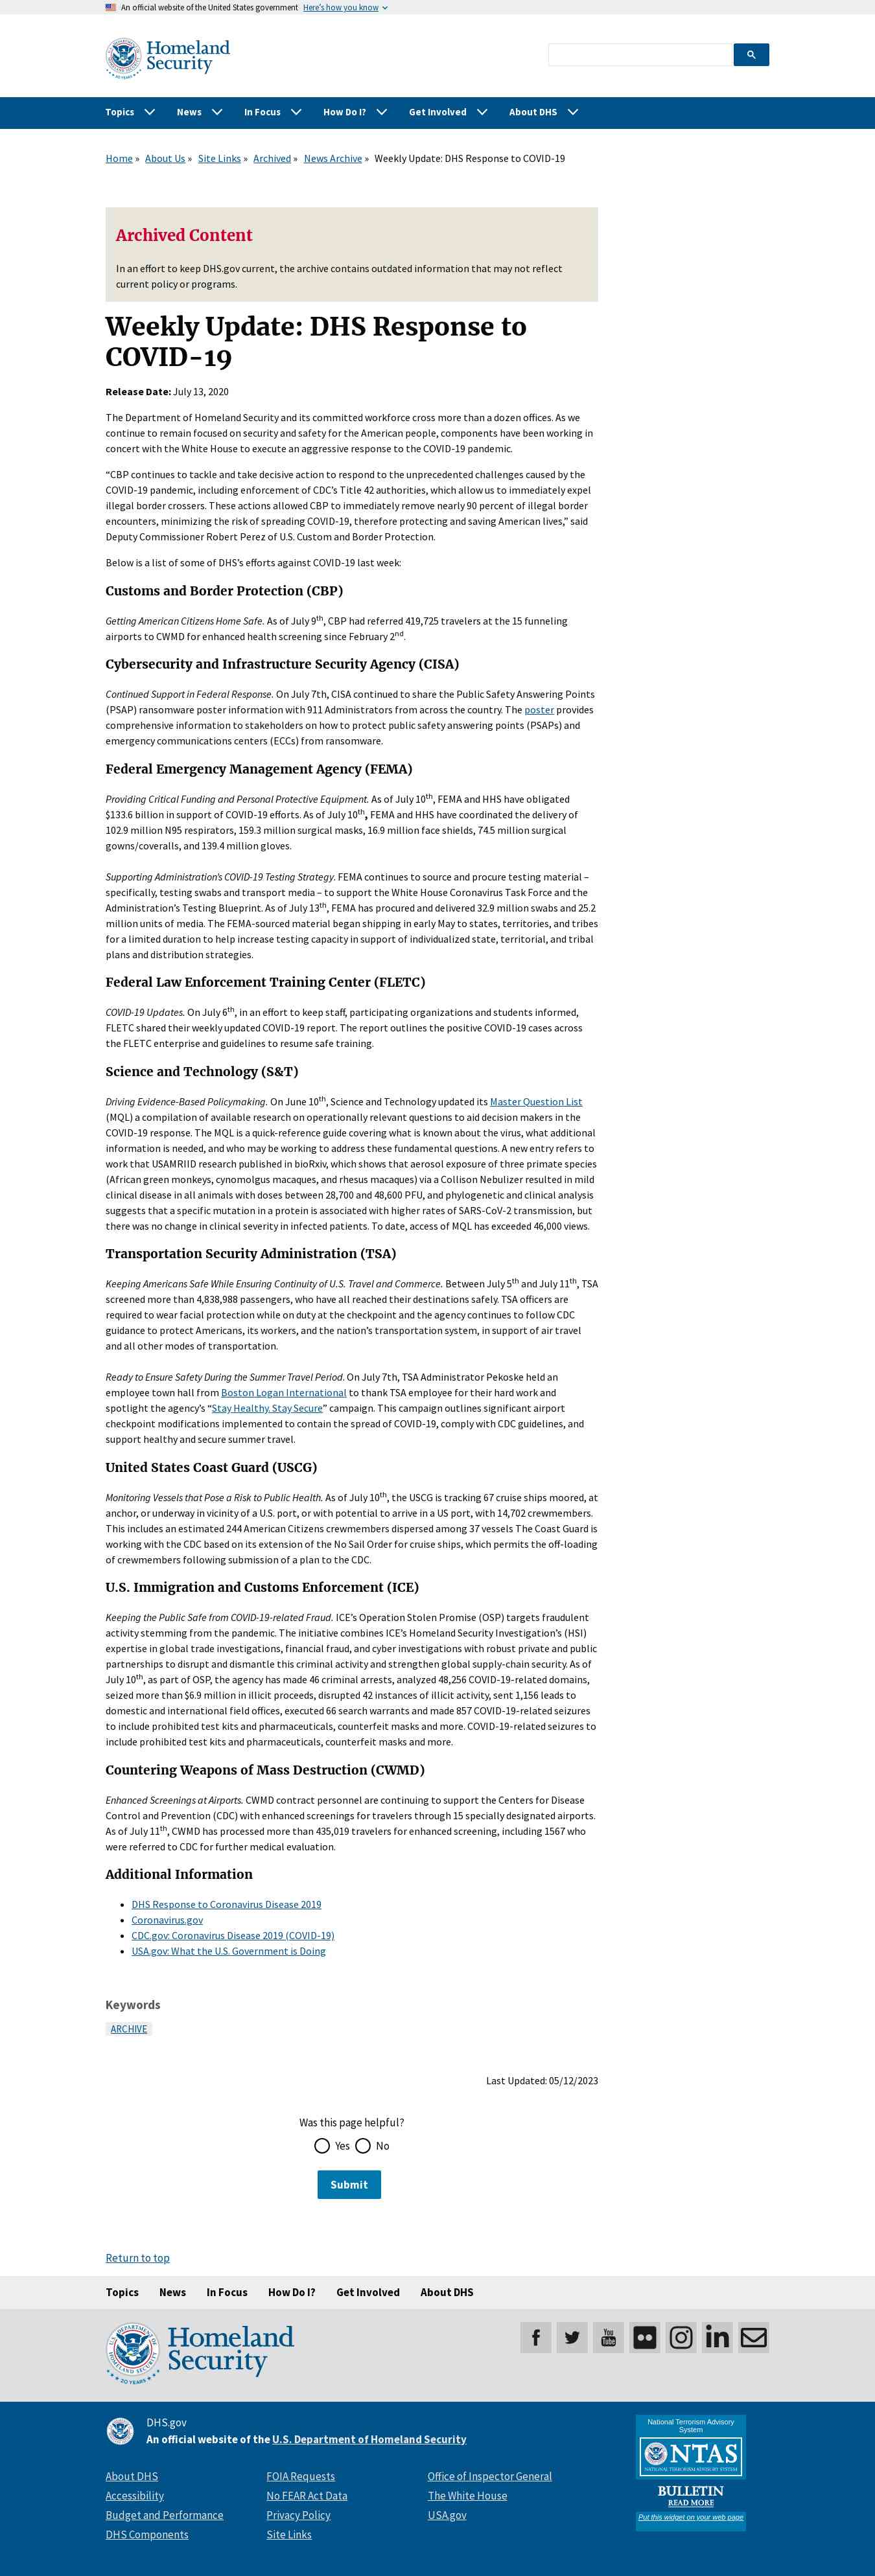 An official website of the United States government Here's how you know
Homeland
Security
Topics News In Focus How Do I? Get Involved About DHS
Home » About Us » Site Links » Archived » News Archive » Weekly Update: DHS Response to COVID-19
Archived Content
In an effort to keep DHS.gov current, the archive contains outdated information that may not reflect
current policy or programs.
Weekly Update: DHS Response to
COVID-19
Release Date: July 13, 2020
The Department of Homeland Security and its committed workforce cross more than a dozen offices. As we
continue to remain focused on security and safety for the American people, components have been working in
concert with the White House to execute an aggressive response to the COVID-19 pandemic.
“CBP continues to tackle and take decisive action to respond to the unprecedented challenges caused by the
COVID-19 pandemic, including enforcement of CDC’s Title 42 authorities, which allow us to immediately expel
illegal border crossers. These actions allowed CBP to immediately remove nearly 90 percent of illegal border
encounters, minimizing the risk of spreading COVID-19, therefore protecting and saving American lives,” said
Deputy Commissioner Robert Perez of U.S. Custom and Border Protection.
Below is a list of some of DHS’s efforts against COVID-19 last week:
Customs and Border Protection (CBP)
Getting American Citizens Home Safe. As of July 9th, CBP had referred 419,725 travelers at the 15 funneling
airports to CWMD for enhanced health screening since February 2nd.
Cybersecurity and Infrastructure Security Agency (CISA)
Continued Support in Federal Response. On July 7th, CISA continued to share the Public Safety Answering Points
(PSAP) ransomware poster information with 911 Administrators from across the country. The poster provides
comprehensive information to stakeholders on how to protect public safety answering points (PSAPs) and
emergency communications centers (ECCs) from ransomware.
Federal Emergency Management Agency (FEMA)
Providing Critical Funding and Personal Protective Equipment. As of July 10th, FEMA and HHS have obligated
$133.6 billion in support of COVID-19 efforts. As of July 10th, FEMA and HHS have coordinated the delivery of
102.9 million N95 respirators, 159.3 million surgical masks, 16.9 million face shields, 74.5 million surgical
gowns/coveralls, and 139.4 million gloves.
Supporting Administration's COVID-19 Testing Strategy. FEMA continues to source and procure testing material –
specifically, testing swabs and transport media – to support the White House Coronavirus Task Force and the
Administration’s Testing Blueprint. As of July 13th, FEMA has procured and delivered 32.9 million swabs and 25.2
million units of media. The FEMA-sourced material began shipping in early May to states, territories, and tribes
for a limited duration to help increase testing capacity in support of individualized state, territorial, and tribal
plans and distribution strategies.
Federal Law Enforcement Training Center (FLETC)
COVID-19 Updates. On July 6th, in an effort to keep staff, participating organizations and students informed,
FLETC shared their weekly updated COVID-19 report. The report outlines the positive COVID-19 cases across
the FLETC enterprise and guidelines to resume safe training.
Science and Technology (S&T)
Driving Evidence-Based Policymaking. On June 10th, Science and Technology updated its Master Question List
(MQL) a compilation of available research on operationally relevant questions to aid decision makers in the
COVID-19 response. The MQL is a quick-reference guide covering what is known about the virus, what additional
information is needed, and who may be working to address these fundamental questions. A new entry refers to
work that USAMRIID research published in bioRxiv, which shows that aerosol exposure of three primate species
(African green monkeys, cynomolgus macaques, and rhesus macaques) via a Collison Nebulizer resulted in mild
clinical disease in all animals with doses between 28,700 and 48,600 PFU, and phylogenetic and clinical analysis
suggests that a specific mutation in a protein is associated with higher rates of SARS-CoV-2 transmission, but
there was no change in clinical severity in infected patients. To date, access of MQL has exceeded 46,000 views.
Transportation Security Administration (TSA)
Keeping Americans Safe While Ensuring Continuity of U.S. Travel and Commerce. Between July 5th and July 11th, TSA
screened more than 4,838,988 passengers, who have all reached their destinations safely. TSA officers are
required to wear facial protection while on duty at the checkpoint and the agency continues to follow CDC
guidance to protect Americans, its workers, and the nation’s transportation system, in support of air travel
and all other modes of transportation.
Ready to Ensure Safety During the Summer Travel Period. On July 7th, TSA Administrator Pekoske held an
employee town hall from Boston Logan International to thank TSA employee for their hard work and
spotlight the agency’s “Stay Healthy. Stay Secure” campaign. This campaign outlines significant airport
checkpoint modifications implemented to contain the spread of COVID-19, comply with CDC guidelines, and
support healthy and secure summer travel.
United States Coast Guard (USCG)
Monitoring Vessels that Pose a Risk to Public Health. As of July 10th, the USCG is tracking 67 cruise ships moored, at
anchor, or underway in vicinity of a U.S. port, or with potential to arrive in a US port, with 14,702 crewmembers.
This includes an estimated 244 American Citizens crewmembers dispersed among 37 vessels The Coast Guard is
working with the CDC based on its extension of the No Sail Order for cruise ships, which permits the off-loading
of crewmembers following submission of a plan to the CDC.
U.S. Immigration and Customs Enforcement (ICE)
Keeping the Public Safe from COVID-19-related Fraud. ICE’s Operation Stolen Promise (OSP) targets fraudulent
activity stemming from the pandemic. The initiative combines ICE’s Homeland Security Investigation’s (HSI)
expertise in global trade investigations, financial fraud, and cyber investigations with robust private and public
partnerships to disrupt and dismantle this criminal activity and strengthen global supply-chain security. As of
July 10th, as part of OSP, the agency has made 46 criminal arrests, analyzed 48,256 COVID-19-related domains,
seized more than $6.9 million in illicit proceeds, disrupted 42 instances of illicit activity, sent 1,156 leads to
domestic and international field offices, executed 66 search warrants and made 857 COVID-19-related seizures
to include prohibited test kits and pharmaceuticals, counterfeit masks and more. COVID-19-related seizures to
include prohibited test kits and pharmaceuticals, counterfeit masks and more.
Countering Weapons of Mass Destruction (CWMD)
Enhanced Screenings at Airports. CWMD contract personnel are continuing to support the Centers for Disease
Control and Prevention (CDC) with enhanced screenings for travelers through 15 specially designated airports.
As of July 11th, CWMD has processed more than 435,019 travelers for enhanced screening, including 1567 who
were referred to CDC for further medical evaluation.
Additional Information
DHS Response to Coronavirus Disease 2019
Coronavirus.gov
CDC.gov: Coronavirus Disease 2019 (COVID-19)
USA.gov: What the U.S. Government is Doing
Keywords
ARCHIVE
Last Updated: 05/12/2023
Was this page helpful?
Yes No
Submit
Return to top
Topics News In Focus How Do I? Get Involved About DHS
Homeland
Security
You
Tube
DHS.gov
An official website of the U.S. Department of Homeland Security
About DHS FOIA Requests Office of Inspector General
Accessibility No FEAR Act Data The White House
Budget and Performance Privacy Policy USA.gov
DHS Components Site Links
National Terrorism Advisory
System
NTAS
NATIONAL TERRORISM ADVISORY SYSTEM
BULLETIN
READ MORE
Put this widget on your web page